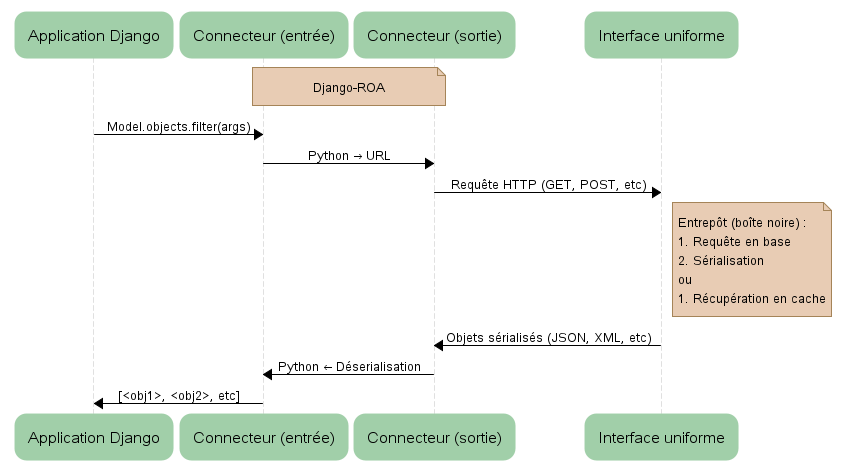 Application Django
Connecteur (entrée)
Connecteur (sortie)
Interface uniforme
Django-ROA
Model.objects.filter(args)
Python → URL
Requête HTTP (GET, POST, etc)
Entrepôt (boîte noire) :
1. Requête en base
2. Sérialisation
ou
1. Récupération en cache
Objets sérialisés (JSON, XML, etc)
Python ← Déserialisation
[<obj1>, <obj2>, etc]
Application Django
Connecteur (entrée)
Connecteur (sortie)
Interface uniforme